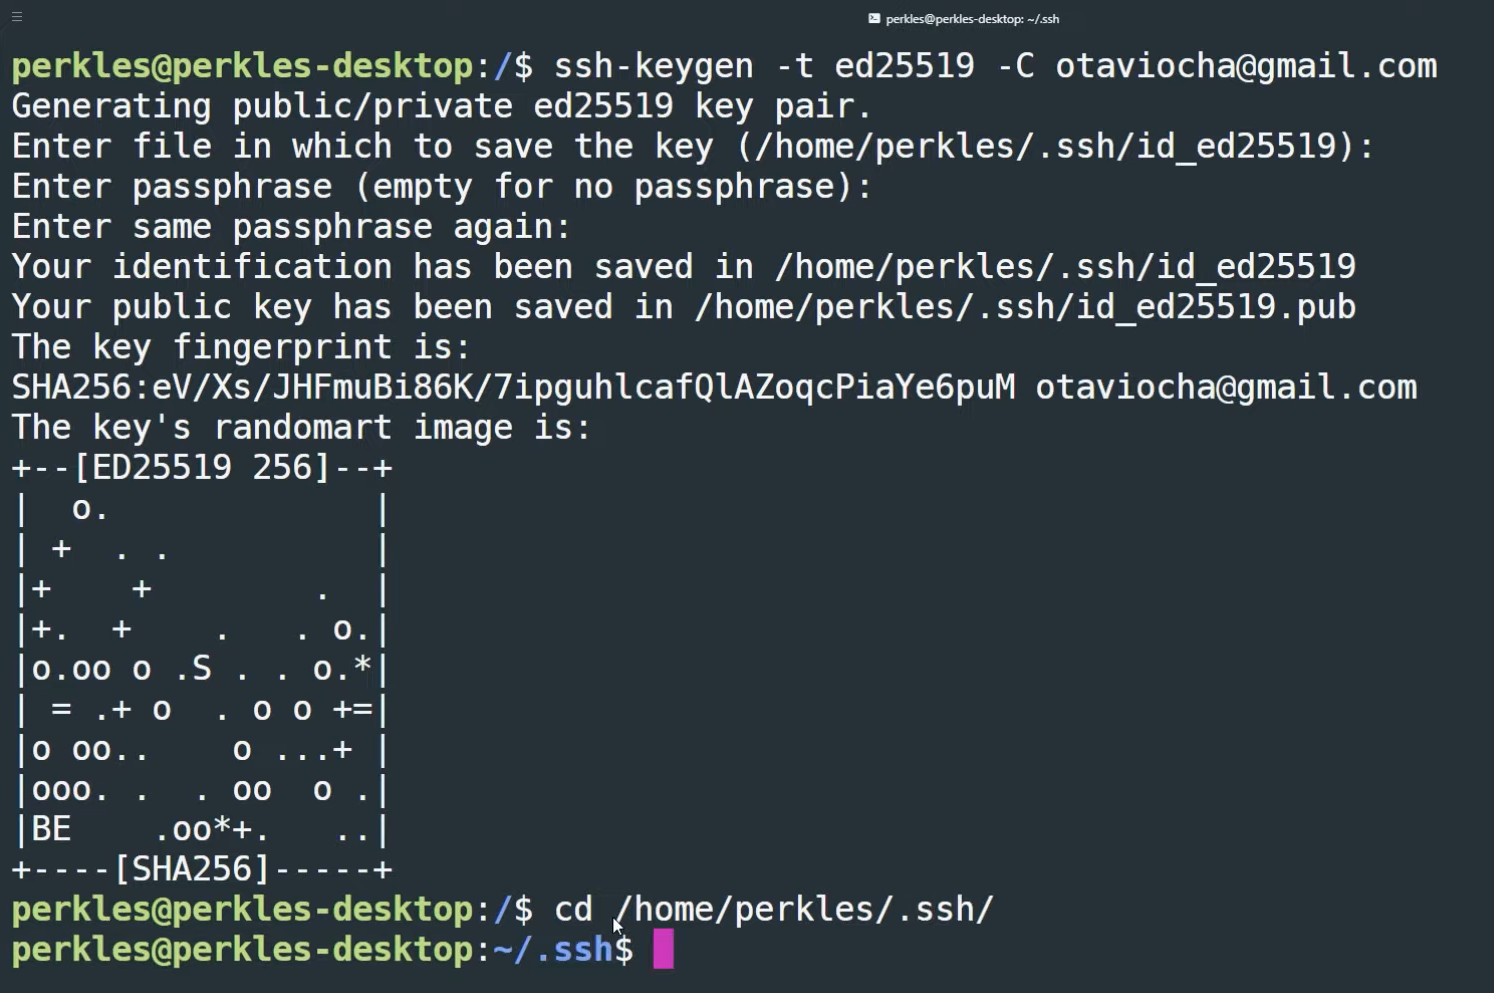 perkles@perkles-desktop: ~/.ssh
perkles@perkles-desktop:/$ ssh-keygen -t ed25519 -C otaviocha@gmail.com
Generating public/private ed25519 key pair.
Enter file in which to save the key (/home/perkles/.ssh/id_ed25519):
Enter passphrase (empty for no passphrase):
Enter same passphrase again:
Your identification has been saved in /home/perkles/.ssh/id_ed25519
Your public key has been saved in /home/perkles/.ssh/id_ed25519.pub
The key fingerprint is:
SHA256:eV/Xs/JHFmuBi86K/7ipguhlcafQlAZoqcPiaYe6puM otaviocha@gmail.com
The key's randomart image is:
+--[ED25519 256]--+
|  o.             |
| +  . .          |
|+    +        .  |
|+.  +    .   . o.|
|o.oo o .S . . o.*|
| = .+ o  . o o +=|
|o oo..    o ...+ |
|ooo. .  . oo  o .|
|BE    .oo*+.   ..|
+----[SHA256]-----+
perkles@perkles-desktop:/$ cd /home/perkles/.ssh/
perkles@perkles-desktop:~/.ssh$